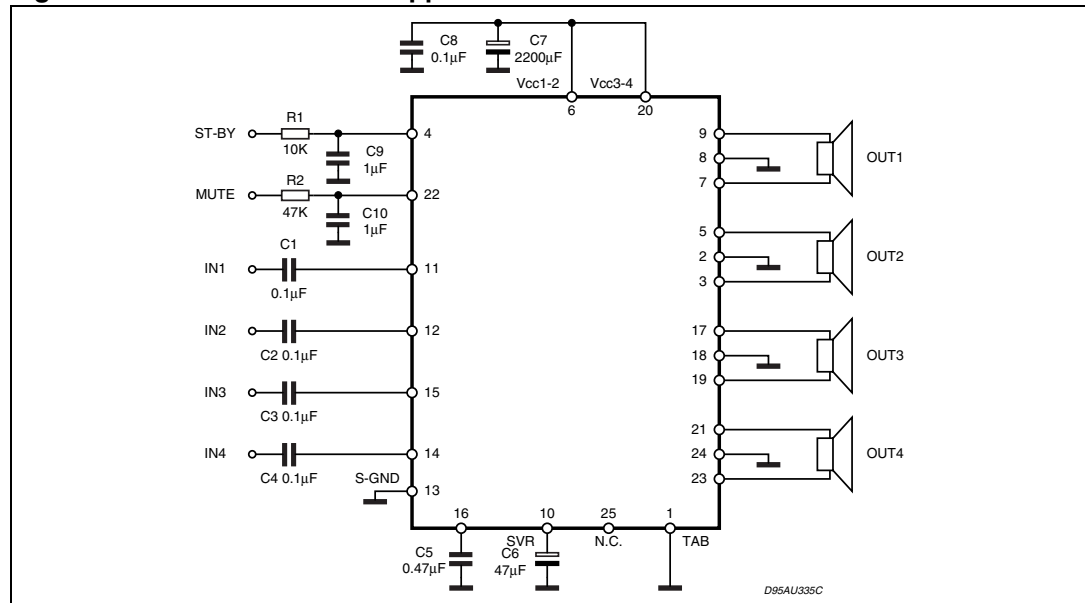 C8
0.1µF
C7
2200µF
Vcc1-2
Vcc3-4
6
20
ST-BY
R1
10K
4
C9
1µF
MUTE
R2
47K
22
C10
1µF
IN1
C1
0.1µF
11
IN2
C2 0.1µF
12
IN3
C3 0.1µF
15
IN4
C4 0.1µF
14
S-GND
13
9
8
7
OUT1
5
2
3
OUT2
17
18
19
OUT3
21
24
23
OUT4
16
10
25
1
SVR
N.C.
TAB
C5
0.47µF
C6
47µF
D95AU335C